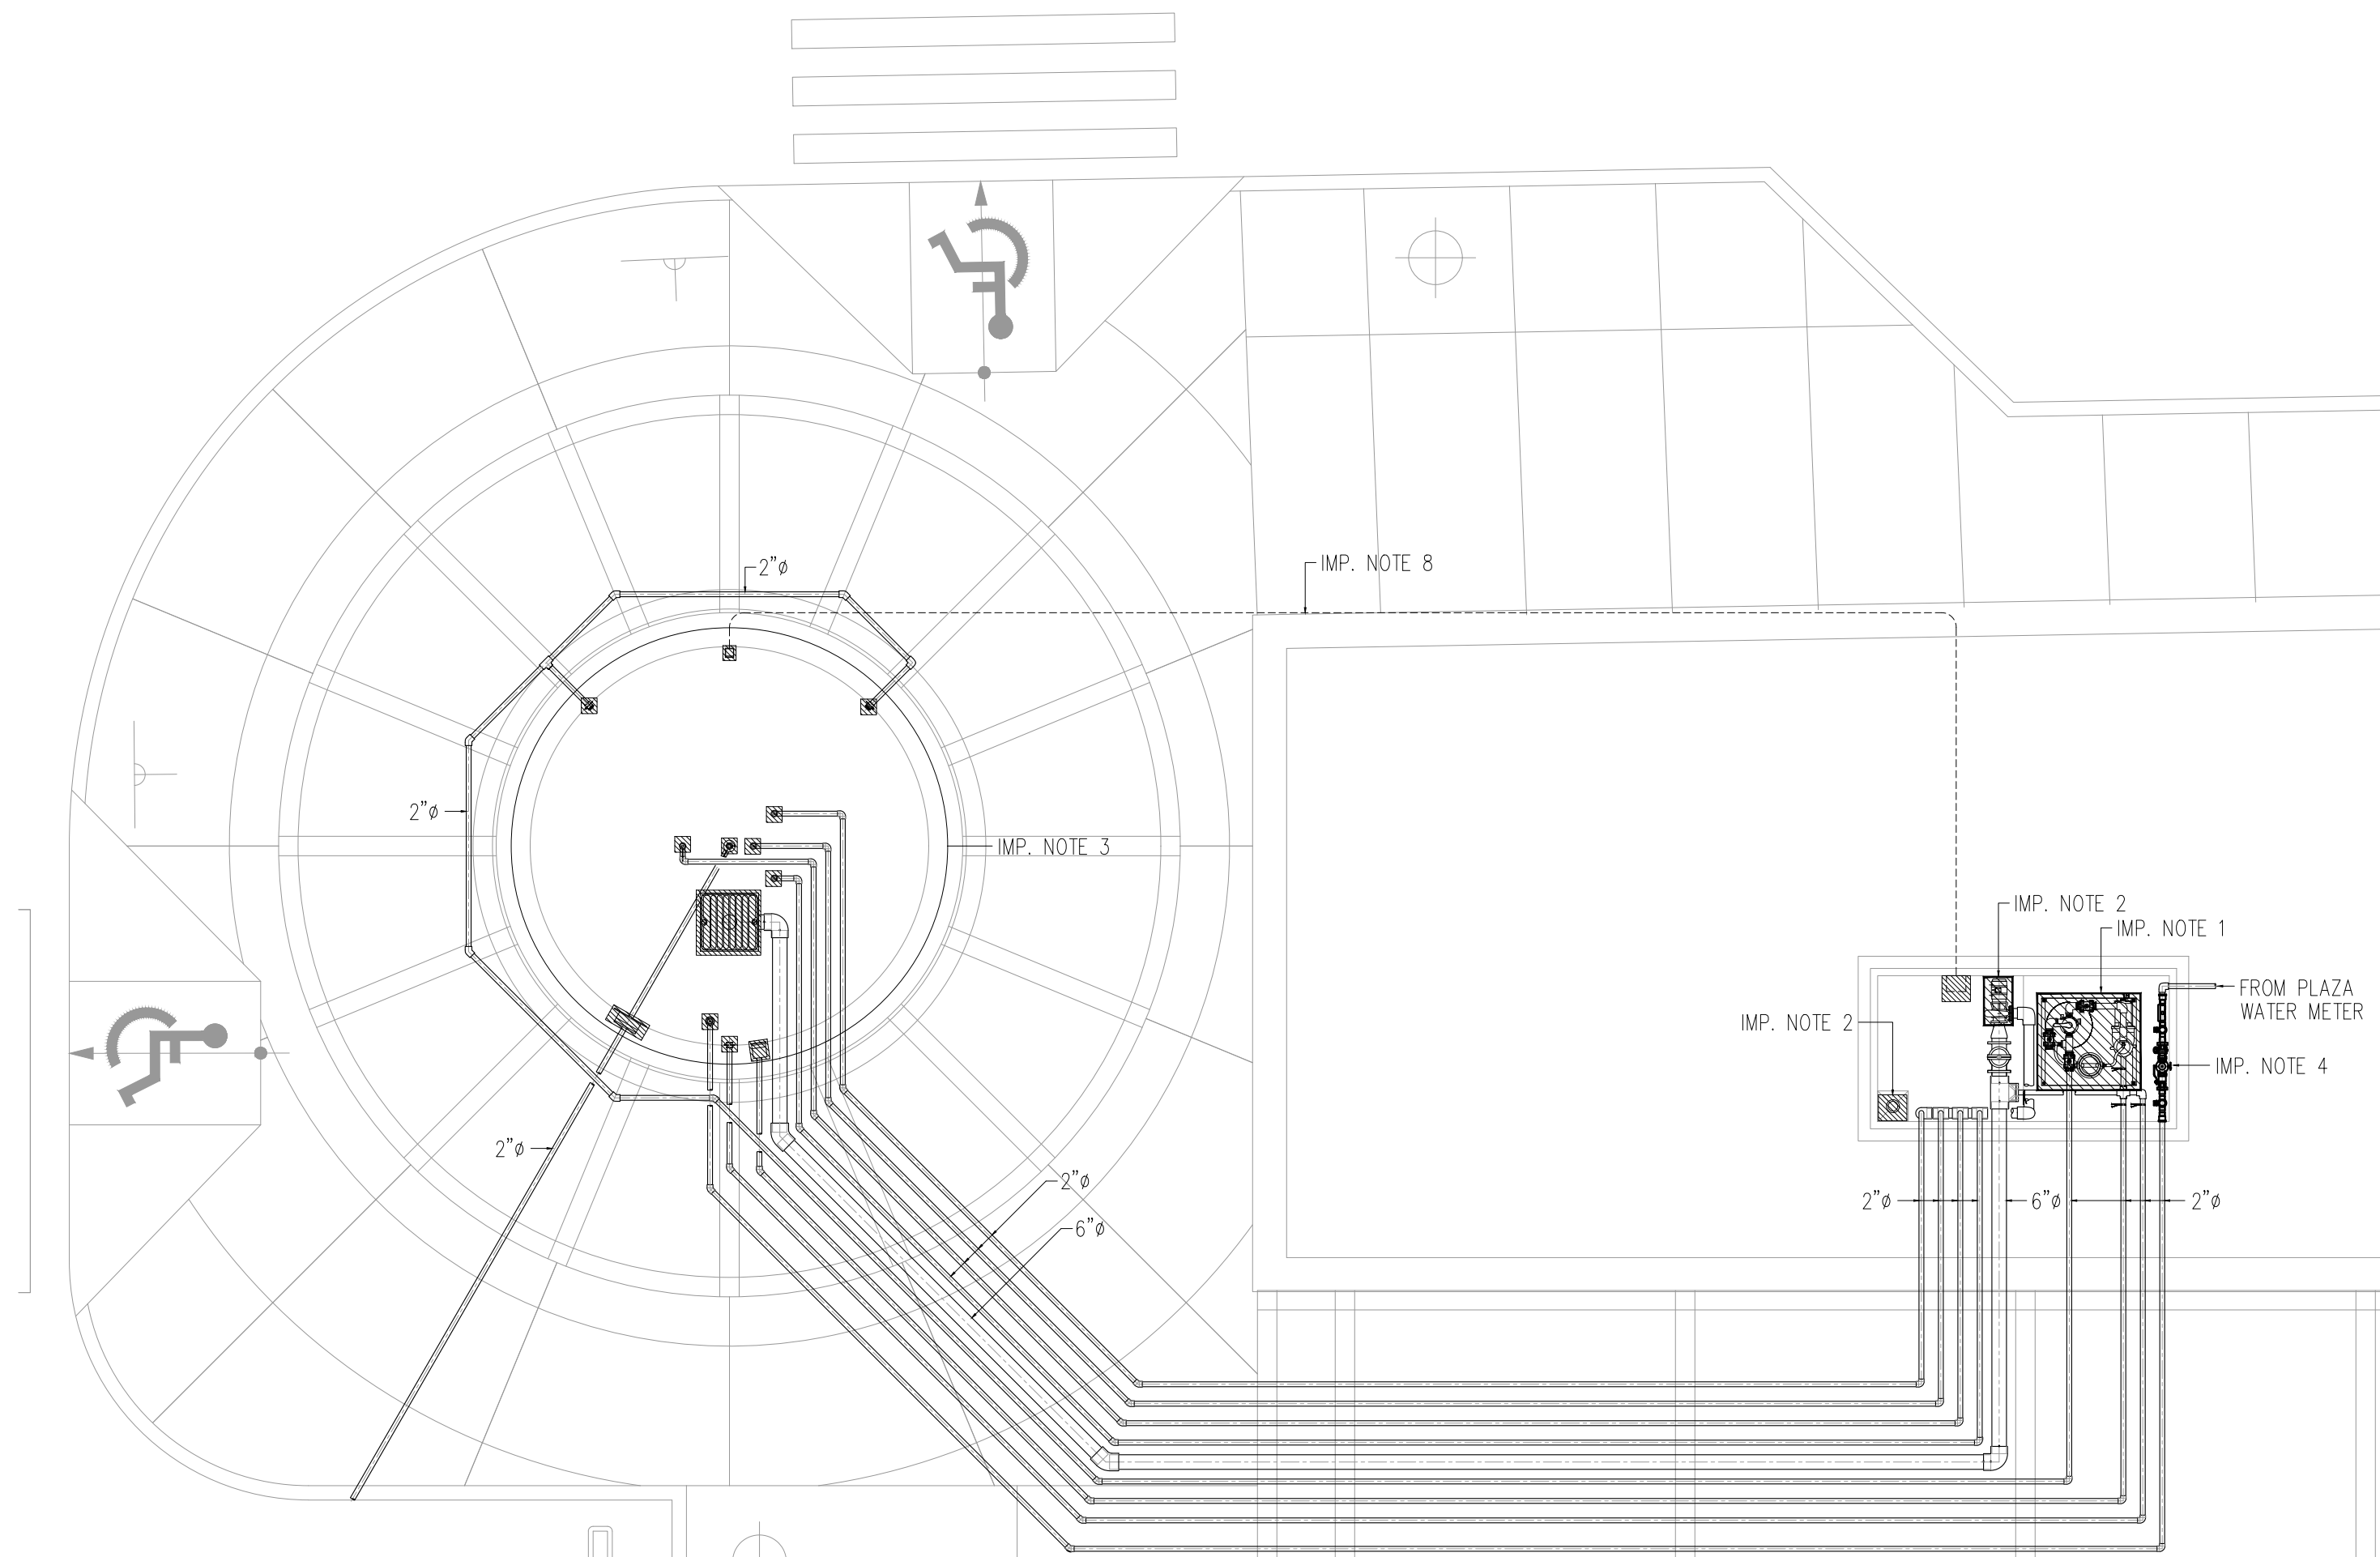 2"ø
IMP. NOTE 8
2"ø
IMP. NOTE 3
IMP. NOTE 2
IMP. NOTE 1
FROM PLAZA
WATER METER
IMP. NOTE 2
IMP. NOTE 4
2"ø
2"ø
6"ø
2"ø
6"ø
2"ø